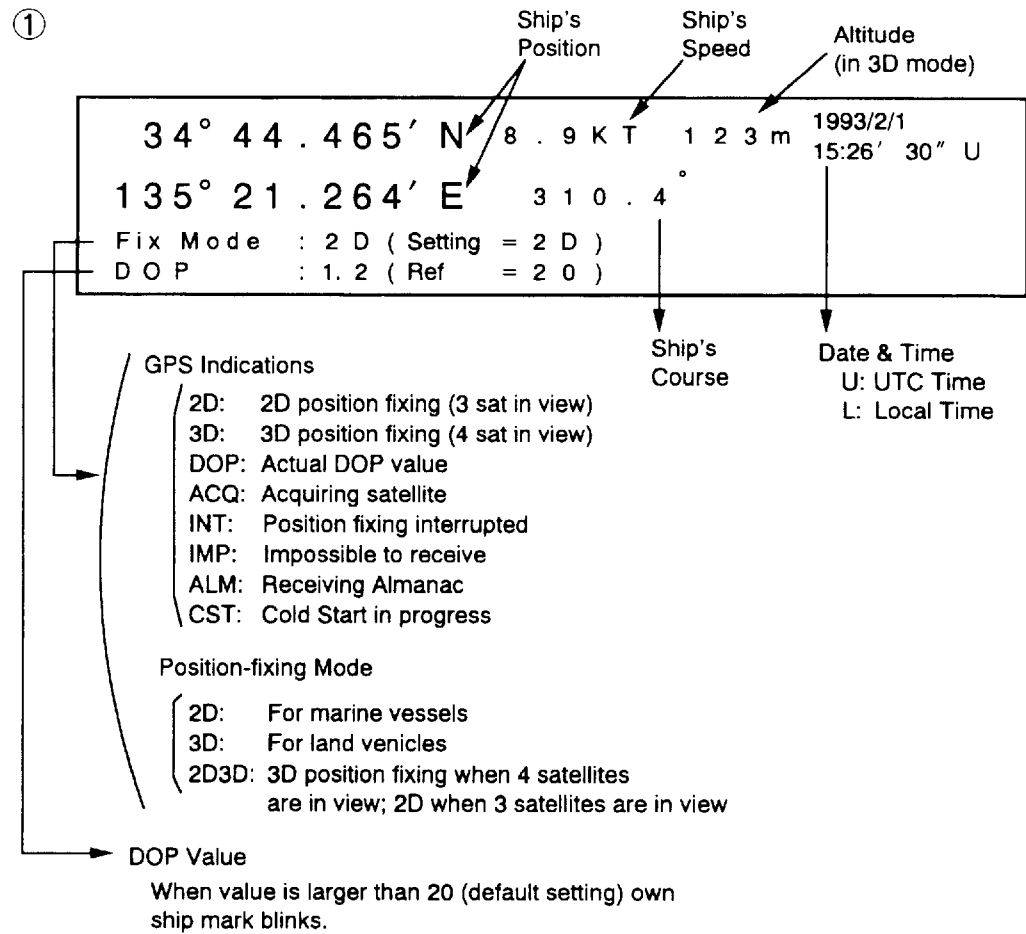 ①
Ship's
Position
Ship's
Speed
Altitude
(in 3D mode)
34° 44.465′ N 8.9KT 123m 1993/2/1
15:26′ 30″ U
135° 21.264′ E 310.4°
Fix Mode : 2D ( Setting = 2D )
DOP : 1.2 ( Ref = 20 )
Ship's
Course
Date & Time
U: UTC Time
L: Local Time
GPS Indications
2D: 2D position fixing (3 sat in view)
3D: 3D position fixing (4 sat in view)
DOP: Actual DOP value
ACQ: Acquiring satellite
INT: Position fixing interrupted
IMP: Impossible to receive
ALM: Receiving Almanac
CST: Cold Start in progress
Position-fixing Mode
2D: For marine vessels
3D: For land venicles
2D3D: 3D position fixing when 4 satellites
are in view; 2D when 3 satellites are in view
DOP Value
When value is larger than 20 (default setting) own
ship mark blinks.